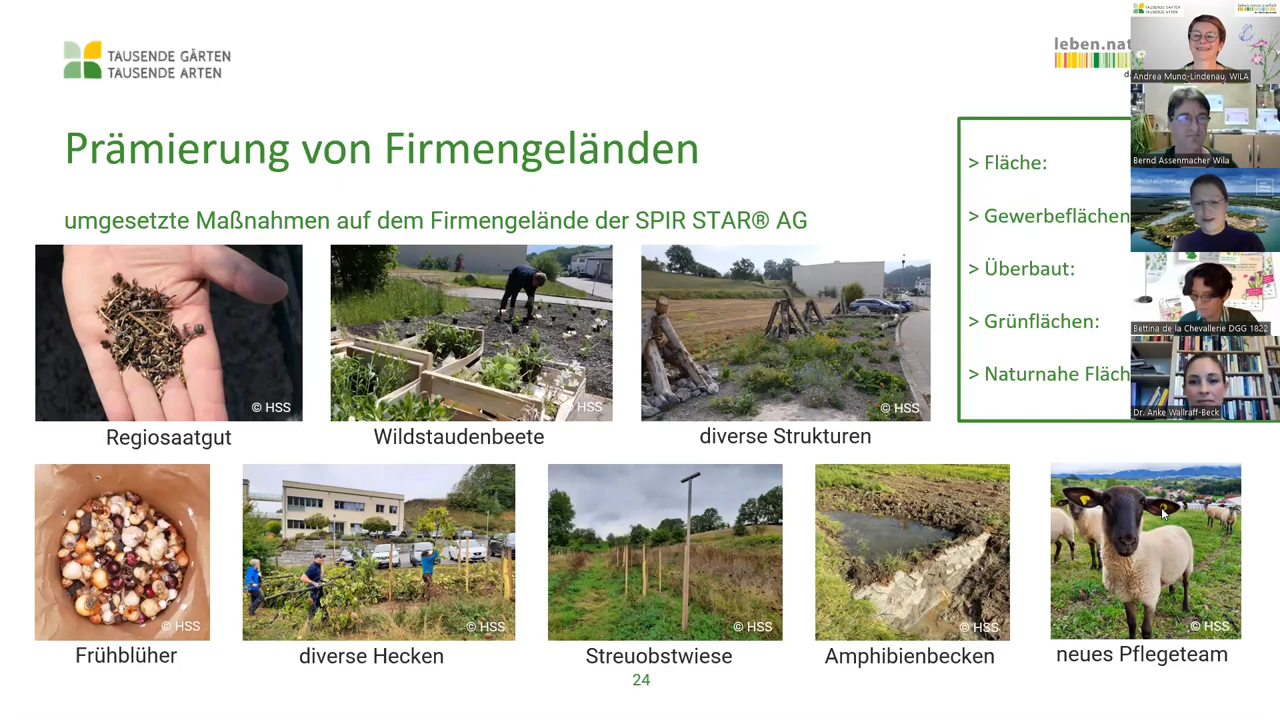 TAUSENDE GÄRTEN
TAUSENDE ARTEN
leben.nat
Prämierung von Firmengeländen
umgesetzte Maßnahmen auf dem Firmengelände der SPIR STAR® AG
> Fläche:
> Gewerbeflächen
> Überbaut:
> Grünflächen:
> Naturnahe Fläch
© HSS
© HSS
© HSS
Regiosaatgut
Wildstaudenbeete
diverse Strukturen
© HSS
© HSS
© HSS
© HSS
© HSS
Frühblüher
diverse Hecken
Streuobstwiese
Amphibienbecken
neues Pflegeteam
24
Andrea Muno-Lindenau, WILA
Bernd Assenmacher Wila
Bettina de la Chevallerie DGG 1822
Dr. Anke Wallraff-Beck